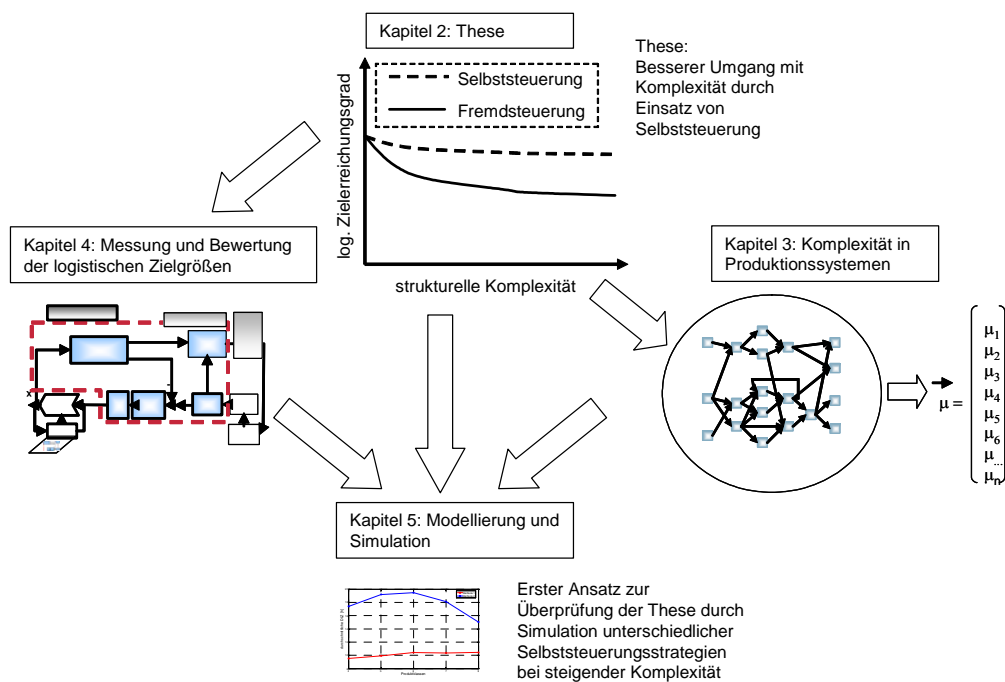 Kapitel 2: These
These:
Besserer Umgang mit
Komplexität durch
Einsatz von
Selbststeuerung
Selbststeuerung
Fremdsteuerung
log. Zielerreichungsgrad
strukturelle Komplexität
Kapitel 4: Messung und Bewertung
der logistischen Zielgrößen
Kapitel 3: Komplexität in
Produktionssystemen
x
-
μ =
μ1
μ2
μ3
μ4
μ5
μ6
μ...
μn
Kapitel 5: Modellierung und
Simulation
Erster Ansatz zur
Überprüfung der These durch
Simulation unterschiedlicher
Selbststeuerungsstrategien
bei steigender Komplexität